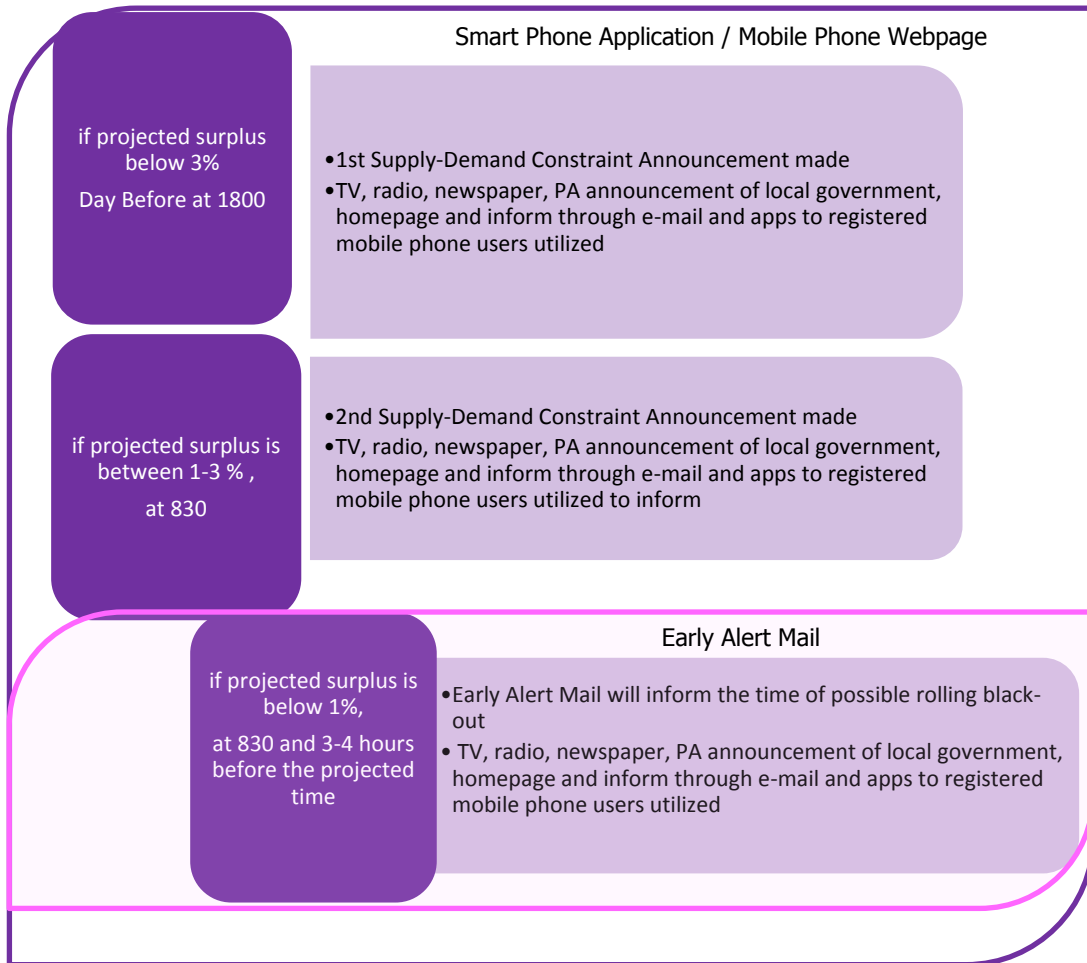 Smart Phone Application / Mobile Phone Webpage
if projected surplus
below 3%
Day Before at 1800
•1st Supply-Demand Constraint Announcement made
•TV, radio, newspaper, PA announcement of local government,
homepage and inform through e-mail and apps to registered
mobile phone users utilized
if projected surplus is
between 1-3 % ,
at 830
•2nd Supply-Demand Constraint Announcement made
•TV, radio, newspaper, PA announcement of local government,
homepage and inform through e-mail and apps to registered
mobile phone users utilized to inform
Early Alert Mail
if projected surplus is
below 1%,
at 830 and 3-4 hours
before the projected
time
•Early Alert Mail will inform the time of possible rolling black-
out
• TV, radio, newspaper, PA announcement of local government,
homepage and inform through e-mail and apps to registered
mobile phone users utilized